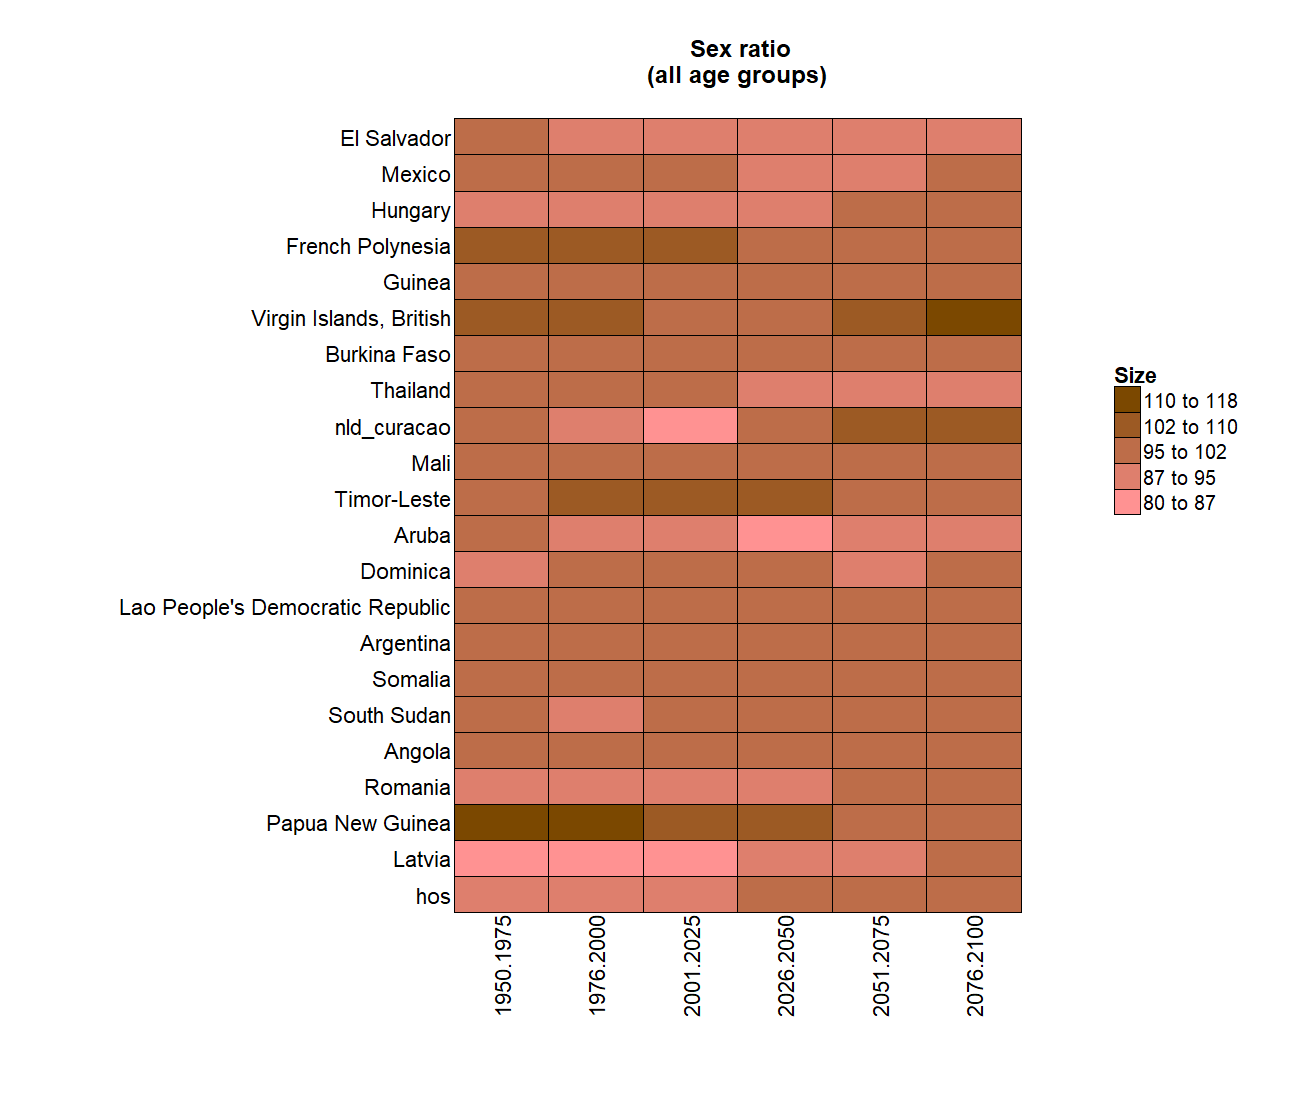 Sex ratio
(all age groups)
El Salvador
Mexico
Hungary
French Polynesia
Guinea
Virgin Islands, British
Burkina Faso
Thailand
nld_curacao
Mali
Timor-Leste
Aruba
Dominica
Lao People's Democratic Republic
Argentina
Somalia
South Sudan
Angola
Romania
Papua New Guinea
Latvia
hos
1950.1975
1976.2000
2001.2025
2026.2050
2051.2075
2076.2100
Size
110 to 118
102 to 110
95 to 102
87 to 95
80 to 87